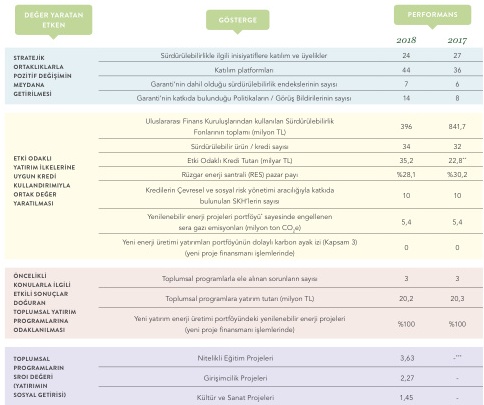 DEĞER YARATAN
ETKEN
GÖSTERGE
PERFORMANS
2018 2017
STRATEJİK
ORTAKLIKLARLA
POZİTİF DEĞİŞİMİN
MEYDANA
GETİRİLMESİ
Sürdürülebilirlikle ilgili inisiyatiflere katılım ve üyelikler 24 27
Katılım platformları 44 36
Garanti'nin dahil olduğu sürdürülebilirlik endekslerinin sayısı 7 6
Garanti'nin katkıda bulunduğu Politikaların / Görüş Bildirilerinin sayısı 14 8
ETKİ ODAKLI
YATIRIM İLKELERİNE
UYGUN KREDİ
KULLANDIRIMIYLA
ORTAK DEĞER
YARATILMASI
Uluslararası Finans Kuruluşlarından kullanılan Sürdürülebilirlik
Fonlarının toplamı (milyon TL) 396 841,7
Sürdürülebilir ürün / kredi sayısı 34 32
Etki Odaklı Kredi Tutarı (milyar TL) 35,2 22,8**
Rüzgar enerji santrali (RES) pazar payı %28,1 %30,2
Kredilerin Çevresel ve sosyal risk yönetimi aracılığıyla katkıda
bulunulan SKH'lerin sayısı 10 10
Yenilenebilir enerji projeleri portföyü* sayesinde engellenen
sera gazı emisyonları (milyon ton CO₂e) 5,4 5,4
Yeni enerji üretimi yatırımları portföyünün dolaylı karbon ayak izi (Kapsam 3)
(yeni proje finansmanı işlemlerinde) 0 0
ÖNCELİKLİ
KONULARLA İLGİLİ
ETKİLİ SONUÇLAR
DOĞURAN
TOPLUMSAL YATIRIM
PROGRAMLARINA
ODAKLANILMASI
Toplumsal programlarla ele alınan sorunların sayısı 3 3
Toplumsal programlara yatırım tutarı (milyon TL) 20,2 20,3
Yeni yatırım enerji üretimi portföyündeki yenilenebilir enerji projeleri
(yeni proje finansmanı işlemlerinde) %100 %100
TOPLUMSAL
PROGRAMLARIN
SROI DEĞERİ
(YATIRIMIN
SOSYAL GETİRİSİ)
Nitelikli Eğitim Projeleri 3,63 -***
Girişimcilik Projeleri 2,27 -
Kültür ve Sanat Projeleri 1,45 -